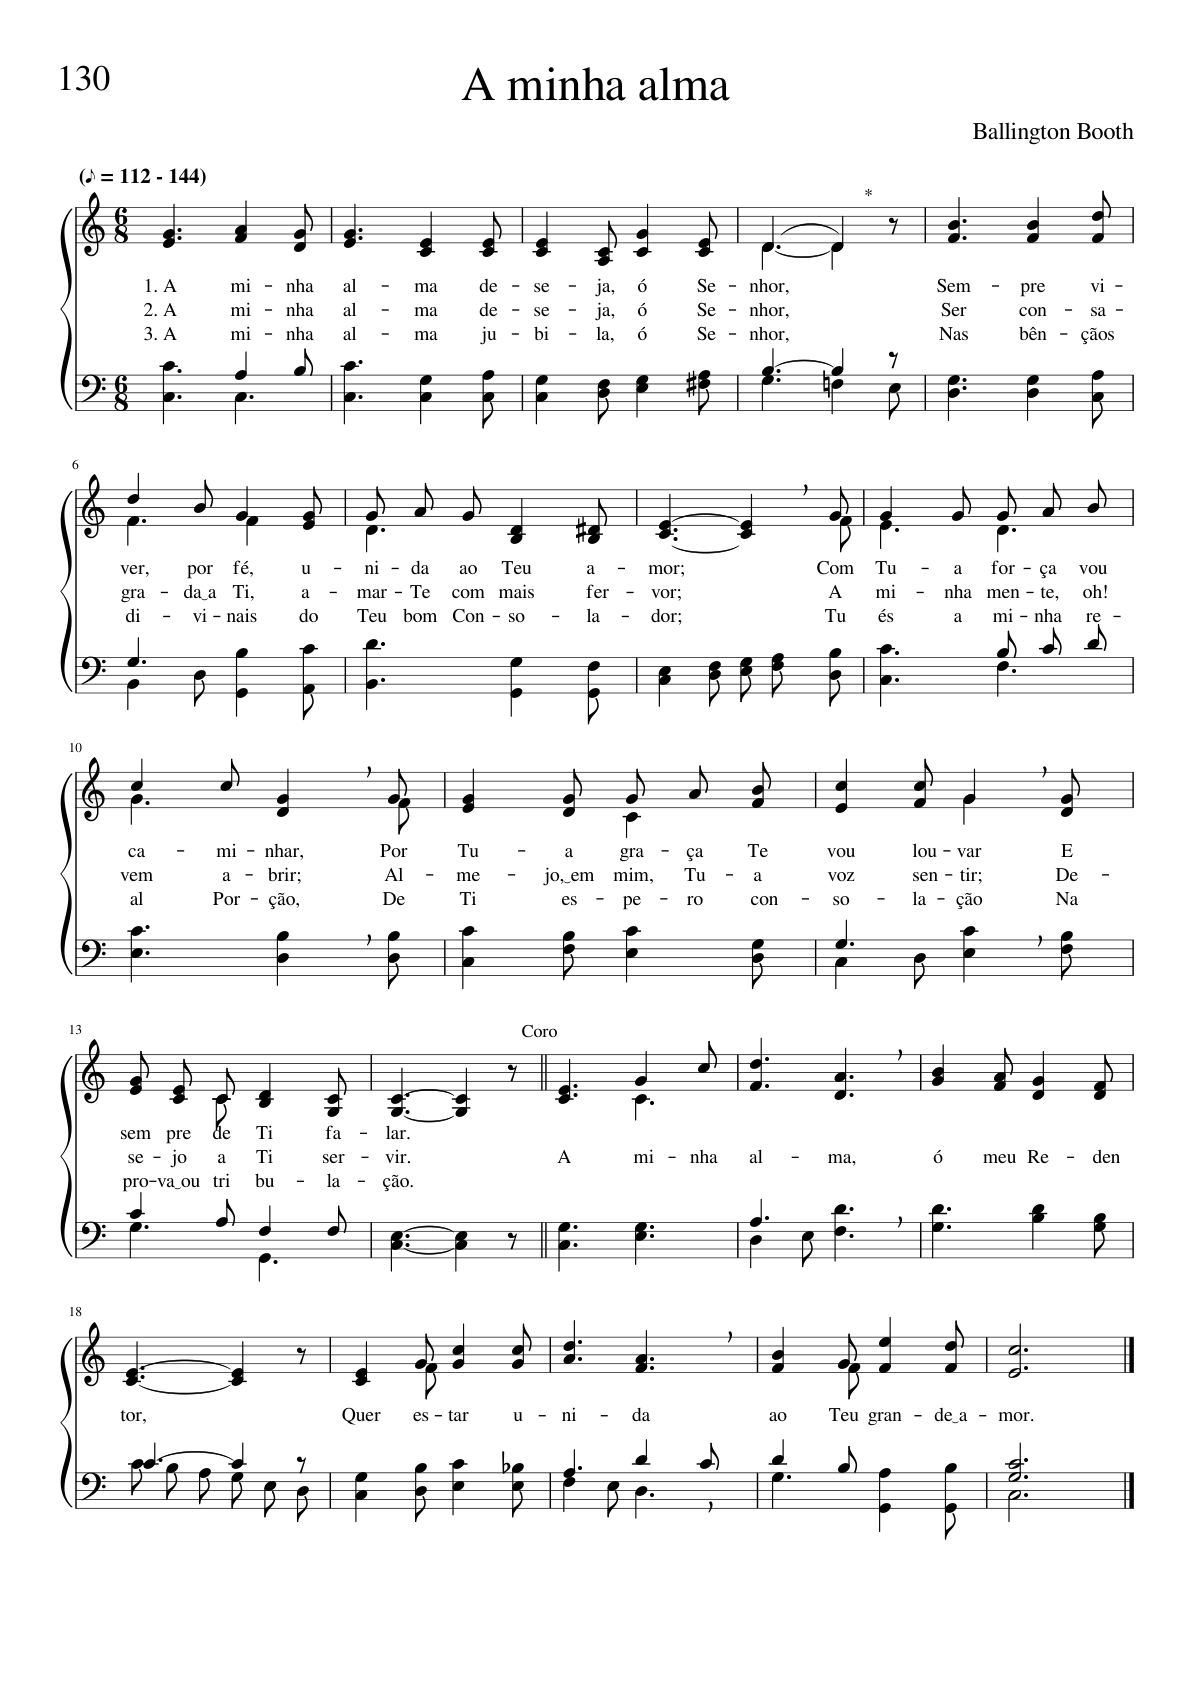 130
A minha alma
Ballington Booth
(♪ = 112 - 144)
*
1. A mi - nha al - ma de - se - ja, ó Se - nhor, Sem - pre vi -
2. A mi - nha al - ma de - se - ja, ó Se - nhor, Ser con - sa -
3. A mi - nha al - ma ju - bi - la, ó Se - nhor, Nas bên - çãos
6
ver, por fé, u - ni - da ao Teu a - mor; Com Tu - a for - ça vou
gra - da‿a Ti, a - mar - Te com mais fer - vor; A mi - nha men - te, oh!
di - vi - nais do Teu bom Con - so - la - dor; Tu és a mi - nha re -
10
ca - mi - nhar, Por Tu - a gra - ça Te vou lou - var E
vem a - brir; Al - me - jo,‿em mim, Tu - a voz sen - tir; De -
al Por - ção, De Ti es - pe - ro con - so - la - ção Na
13
Coro
sem pre de Ti fa - lar.
se - jo a Ti ser - vir. A mi - nha al - ma, ó meu Re - den
pro - va‿ou tri bu - la - ção.
18
tor, Quer es - tar u - ni - da ao Teu gran - de‿a - mor.